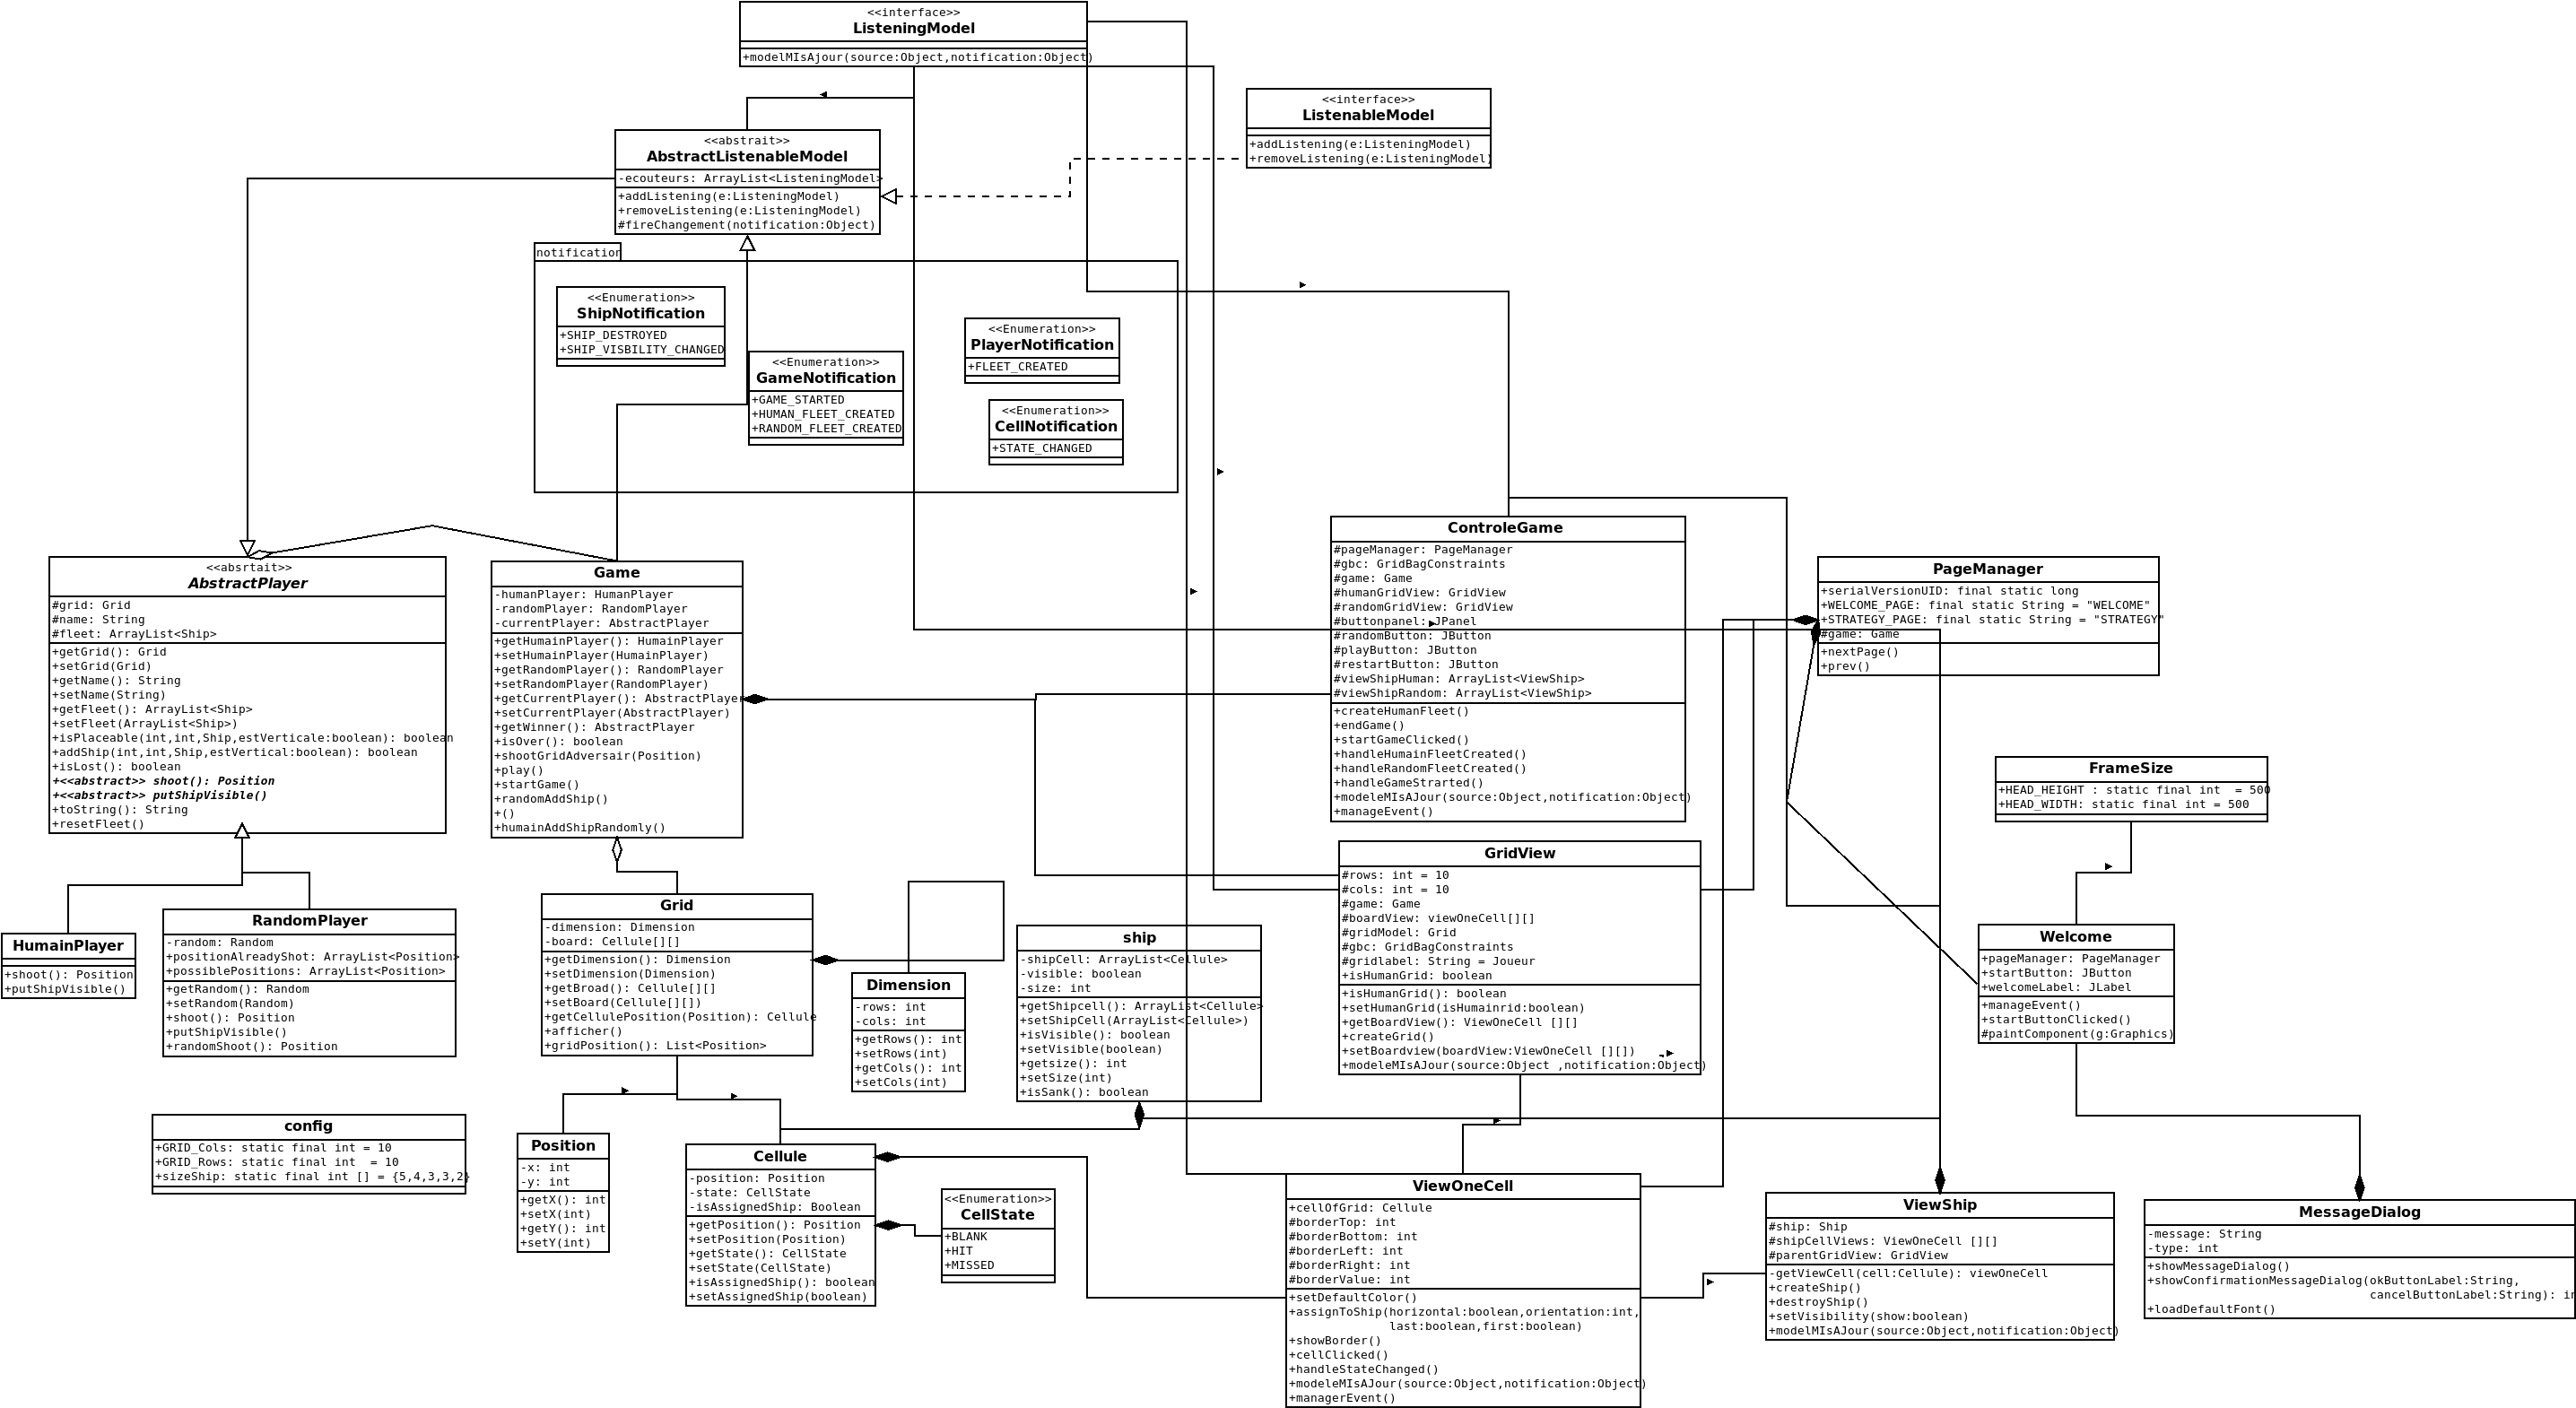 <<interface>>
ListeningModel
+modelMIsAjour(source:Object,notification:Object)
<<interface>>
ListenableModel
+addListening(e:ListeningModel)
+removeListening(e:ListeningModel)
<<abstrait>>
AbstractListenableModel
-ecouteurs: ArrayList<ListeningModel>
+addListening(e:ListeningModel)
+removeListening(e:ListeningModel)
#fireChangement(notification:Object)
notification
<<Enumeration>>
ShipNotification
+SHIP_DESTROYED
+SHIP_VISBILITY_CHANGED
<<Enumeration>>
GameNotification
+GAME_STARTED
+HUMAN_FLEET_CREATED
+RANDOM_FLEET_CREATED
<<Enumeration>>
PlayerNotification
+FLEET_CREATED
<<Enumeration>>
CellNotification
+STATE_CHANGED
<<absrtait>>
AbstractPlayer
#grid: Grid
#name: String
#fleet: ArrayList<Ship>
+getGrid(): Grid
+setGrid(Grid)
+getName(): String
+setName(String)
+getFleet(): ArrayList<Ship>
+setFleet(ArrayList<Ship>)
+isPlaceable(int,int,Ship,estVerticale:boolean): boolean
+addShip(int,int,Ship,estVertical:boolean): boolean
+isLost(): boolean
+<<abstract>> shoot(): Position
+<<abstract>> putShipVisible()
+toString(): String
+resetFleet()
Game
-humanPlayer: HumanPlayer
-randomPlayer: RandomPlayer
-currentPlayer: AbstractPlayer
+getHumainPlayer(): HumainPlayer
+setHumainPlayer(HumainPlayer)
+getRandomPlayer(): RandomPlayer
+setRandomPlayer(RandomPlayer)
+getCurrentPlayer(): AbstractPlayer
+setCurrentPlayer(AbstractPlayer)
+getWinner(): AbstractPlayer
+isOver(): boolean
+shootGridAdversair(Position)
+play()
+startGame()
+randomAddShip()
+()
+humainAddShipRandomly()
ControleGame
#pageManager: PageManager
#gbc: GridBagConstraints
#game: Game
#humanGridView: GridView
#randomGridView: GridView
#buttonpanel: JPanel
#randomButton: JButton
#playButton: JButton
#restartButton: JButton
#viewShipHuman: ArrayList<ViewShip>
#viewShipRandom: ArrayList<ViewShip>
+createHumanFleet()
+endGame()
+startGameClicked()
+handleHumainFleetCreated()
+handleRandomFleetCreated()
+handleGameStrarted()
+modeleMIsAJour(source:Object,notification:Object)
+manageEvent()
PageManager
+serialVersionUID: final static long
+WELCOME_PAGE: final static String = "WELCOME"
+STRATEGY_PAGE: final static String = "STRATEGY"
#game: Game
+nextPage()
+prev()
FrameSize
+HEAD_HEIGHT : static final int  = 500
+HEAD_WIDTH: static final int = 500
HumainPlayer
+shoot(): Position
+putShipVisible()
RandomPlayer
-random: Random
+positionAlreadyShot: ArrayList<Position>
+possiblePositions: ArrayList<Position>
+getRandom(): Random
+setRandom(Random)
+shoot(): Position
+putShipVisible()
+randomShoot(): Position
Grid
-dimension: Dimension
-board: Cellule[][]
+getDimension(): Dimension
+setDimension(Dimension)
+getBroad(): Cellule[][]
+setBoard(Cellule[][])
+getCellulePosition(Position): Cellule
+afficher()
+gridPosition(): List<Position>
Dimension
-rows: int
-cols: int
+getRows(): int
+setRows(int)
+getCols(): int
+setCols(int)
ship
-shipCell: ArrayList<Cellule>
-visible: boolean
-size: int
+getShipcell(): ArrayList<Cellule>
+setShipCell(ArrayList<Cellule>)
+isVisible(): boolean
+setVisible(boolean)
+getsize(): int
+setSize(int)
+isSank(): boolean
GridView
#rows: int = 10
#cols: int = 10
#game: Game
#boardView: viewOneCell[][]
#gridModel: Grid
#gbc: GridBagConstraints
#gridlabel: String = Joueur
+isHumanGrid: boolean
+isHumanGrid(): boolean
+setHumanGrid(isHumainrid:boolean)
+getBoardView(): ViewOneCell [][]
+createGrid()
+setBoardview(boardView:ViewOneCell [][])
+modeleMIsAJour(source:Object ,notification:Object)
Welcome
+pageManager: PageManager
+startButton: JButton
+welcomeLabel: JLabel
+manageEvent()
+startButtonClicked()
#paintComponent(g:Graphics)
config
+GRID_Cols: static final int = 10
+GRID_Rows: static final int  = 10
+sizeShip: static final int [] = {5,4,3,3,2}
Position
-x: int
-y: int
+getX(): int
+setX(int)
+getY(): int
+setY(int)
Cellule
-position: Position
-state: CellState
-isAssignedShip: Boolean
+getPosition(): Position
+setPosition(Position)
+getState(): CellState
+setState(CellState)
+isAssignedShip(): boolean
+setAssignedShip(boolean)
<<Enumeration>>
CellState
+BLANK
+HIT
+MISSED
ViewOneCell
+cellOfGrid: Cellule
#borderTop: int
#borderBottom: int
#borderLeft: int
#borderRight: int
#borderValue: int
+setDefaultColor()
+assignToShip(horizontal:boolean,orientation:int,
last:boolean,first:boolean)
+showBorder()
+cellClicked()
+handleStateChanged()
+modeleMIsAJour(source:Object,notification:Object)
+managerEvent()
ViewShip
#ship: Ship
#shipCellViews: ViewOneCell [][]
#parentGridView: GridView
-getViewCell(cell:Cellule): viewOneCell
+createShip()
+destroyShip()
+setVisibility(show:boolean)
+modelMIsAJour(source:Object,notification:Object)
MessageDialog
-message: String
-type: int
+showMessageDialog()
+showConfirmationMessageDialog(okButtonLabel:String,
cancelButtonLabel:String): in
+loadDefaultFont()